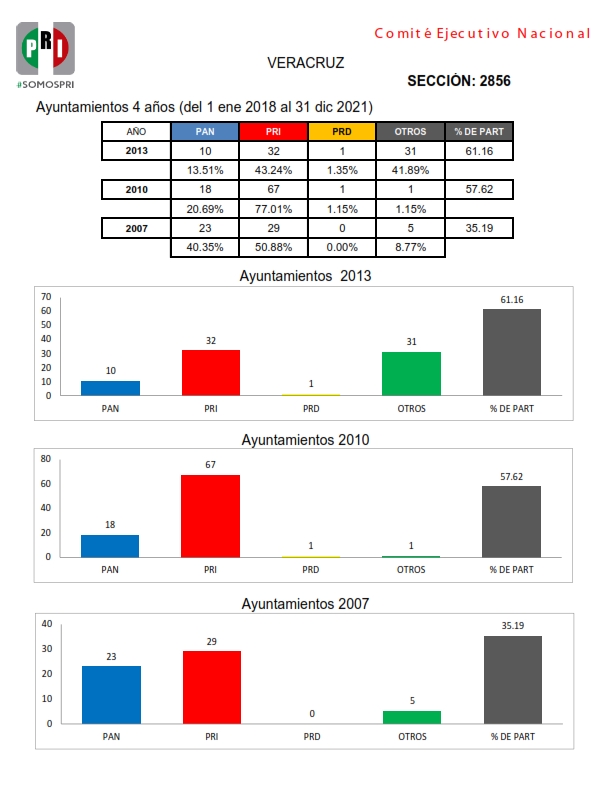 Comité Ejecutivo Nacional
PRI
#SOMOSPRI
VERACRUZ
SECCIÓN: 2856
Ayuntamientos 4 años (del 1 ene 2018 al 31 dic 2021)
AÑO PAN PRI PRD OTROS % DE PART
2013 10 32 1 31 61.16
13.51% 43.24% 1.35% 41.89%
2010 18 67 1 1 57.62
20.69% 77.01% 1.15% 1.15%
2007 23 29 0 5 35.19
40.35% 50.88% 0.00% 8.77%
Ayuntamientos 2013
70
60
50
40
30
20
10
0
10 32 1 31 61.16
PAN PRI PRD OTROS % DE PART
Ayuntamientos 2010
80
60
40
20
0
18 67 1 1 57.62
PAN PRI PRD OTROS % DE PART
Ayuntamientos 2007
40
30
20
10
0
23 29 0 5 35.19
PAN PRI PRD OTROS % DE PART